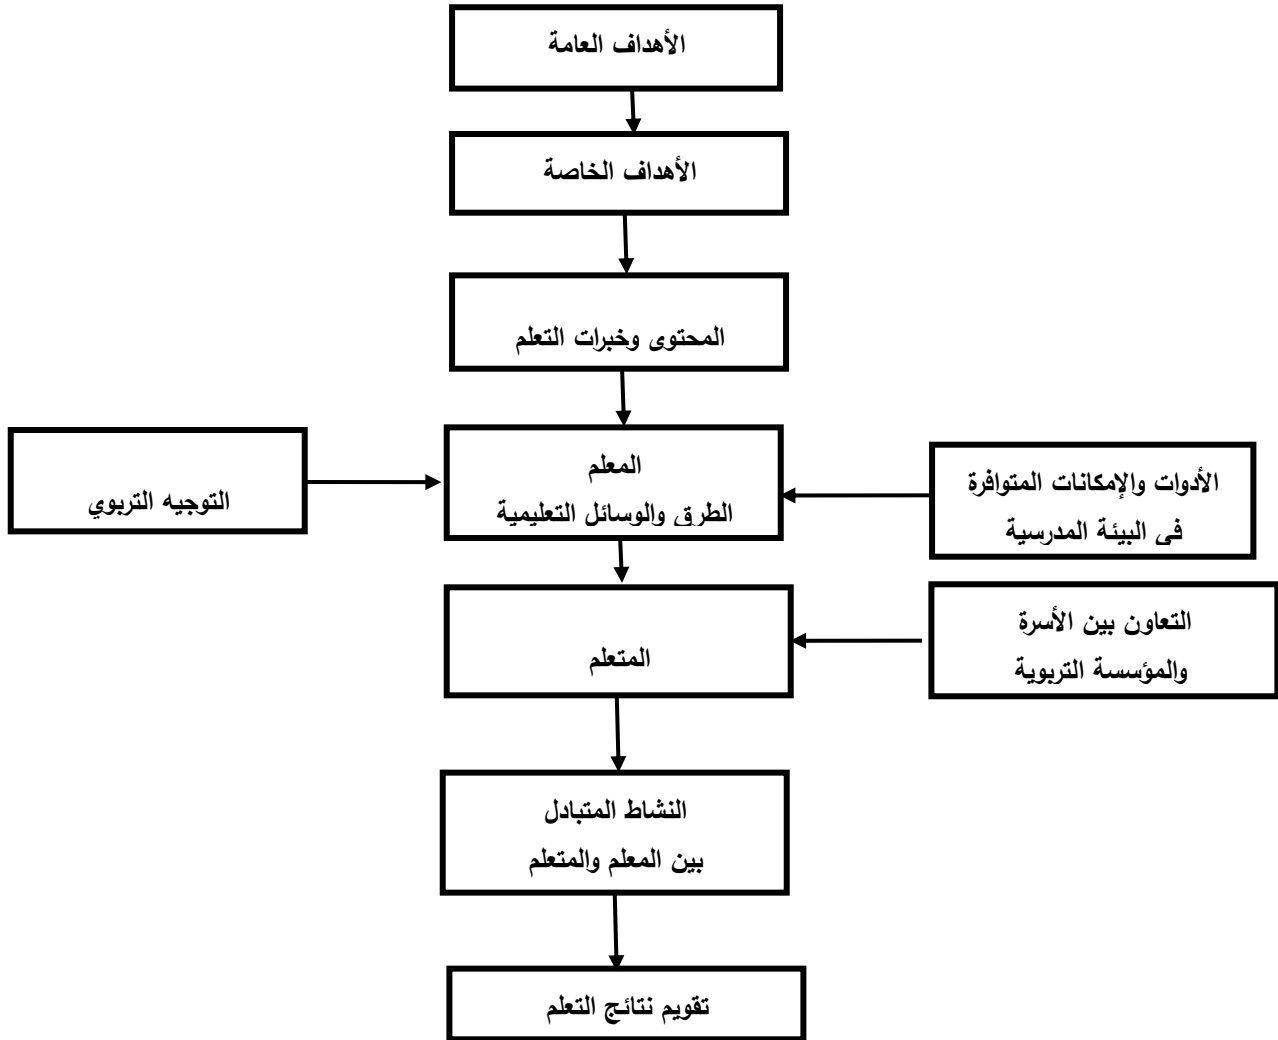 الأهداف العامة
الأهداف الخاصة
المحتوى وخبرات التعلم
المعلم
الطرق والوسائل التعليمية
الأدوات والإمكانات المتوافرة
فى البيئة المدرسية
التوجيه التربوي
المتعلم
التعاون بين الأسرة
والمؤسسة التربوية
النشاط المتبادل
بين المعلم والمتعلم
تقويم نتائج التعلم